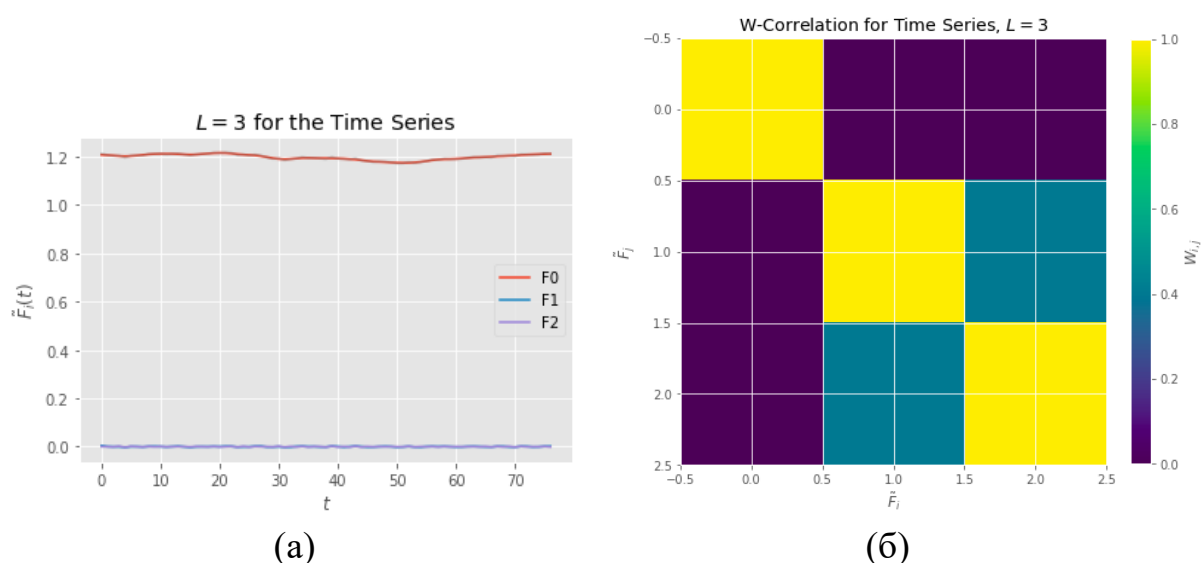 L = 3 for the Time Series
1.2
1.0
0.8
0.6
0.4
0.2
0.0
F̃ᵢ(t)
F0
F1
F2
0
10
20
30
40
50
60
70
t
(а)
W-Correlation for Time Series, L = 3
−0.5
0.0
0.5
1.0
1.5
2.0
2.5
F̃ⱼ
−0.5
0.0
0.5
1.0
1.5
2.0
2.5
F̃ᵢ
1.0
0.8
0.6
0.4
0.2
0.0
Wᵢ,ⱼ
(б)